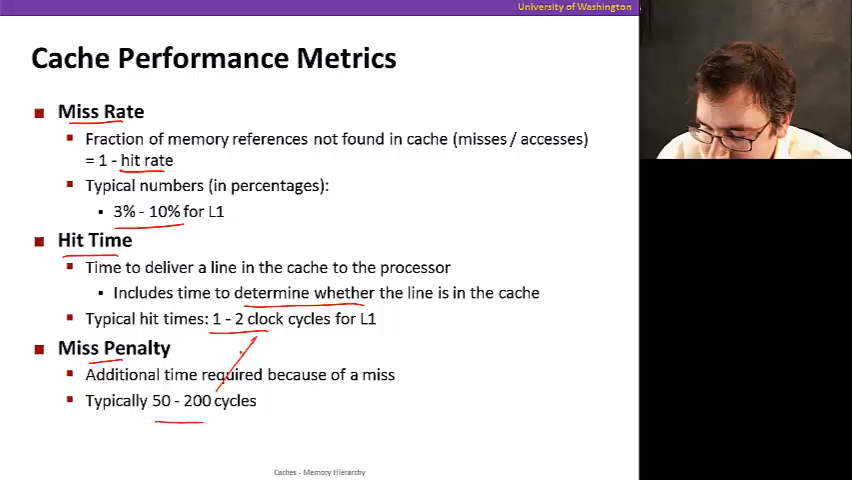 University of Washington
Cache Performance Metrics
Miss Rate
Fraction of memory references not found in cache (misses / accesses)
= 1 - hit rate
Typical numbers (in percentages):
3% - 10% for L1
Hit Time
Time to deliver a line in the cache to the processor
Includes time to determine whether the line is in the cache
Typical hit times: 1 - 2 clock cycles for L1
Miss Penalty
Additional time required because of a miss
Typically 50 - 200 cycles
Caches - Memory Hierarchy